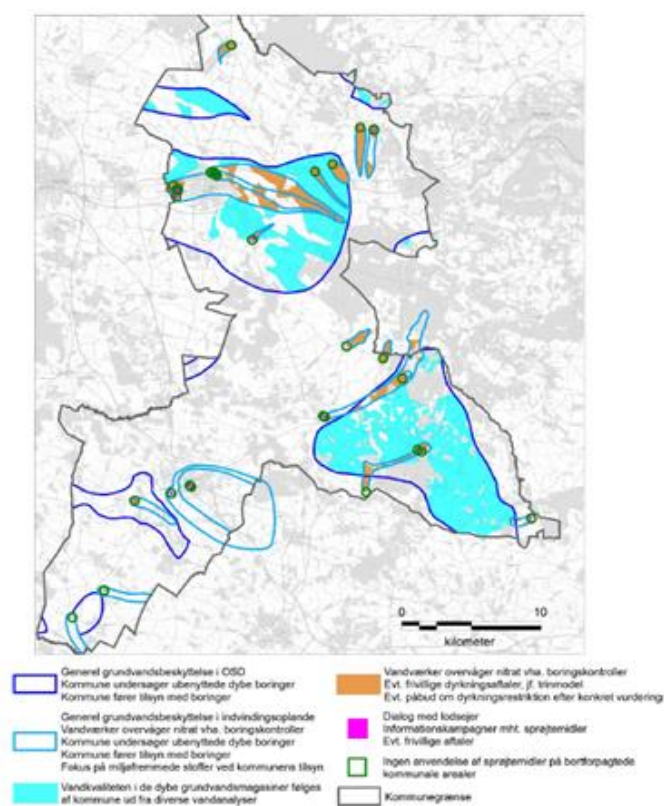 0
10
kilometer
Generel grundvandsbeskyttelse i OSD
Kommune undersøger ubenyttede dybe boringer
Kommune fører tilsyn med boringer
Generel grundvandsbeskyttelse i indvindingsoplande
Vandværker overvåger nitrat vha. boringskontroller
Kommune undersøger ubenyttede dybe boringer
Kommune fører tilsyn med boringer
Fokus på miljøfremmede stoffer ved kommunens tilsyn
Vandkvaliteten i de dybe grundvandsmagasiner følges
af kommune ud fra diverse vandanalyser
Vandværker overvåger nitrat vha. boringskontroller
Evt. frivillige dyrkningsaftaler, jf. trinmodel
Evt. påbud om dyrkningsrestriktion efter konkret vurdering
Dialog med lodsejer
Informationskampagner mht. sprøjtemidler
Evt. frivillige aftaler
Ingen anvendelse af sprøjtemidler på bortforpagtede
kommunale arealer
Kommunegrænse